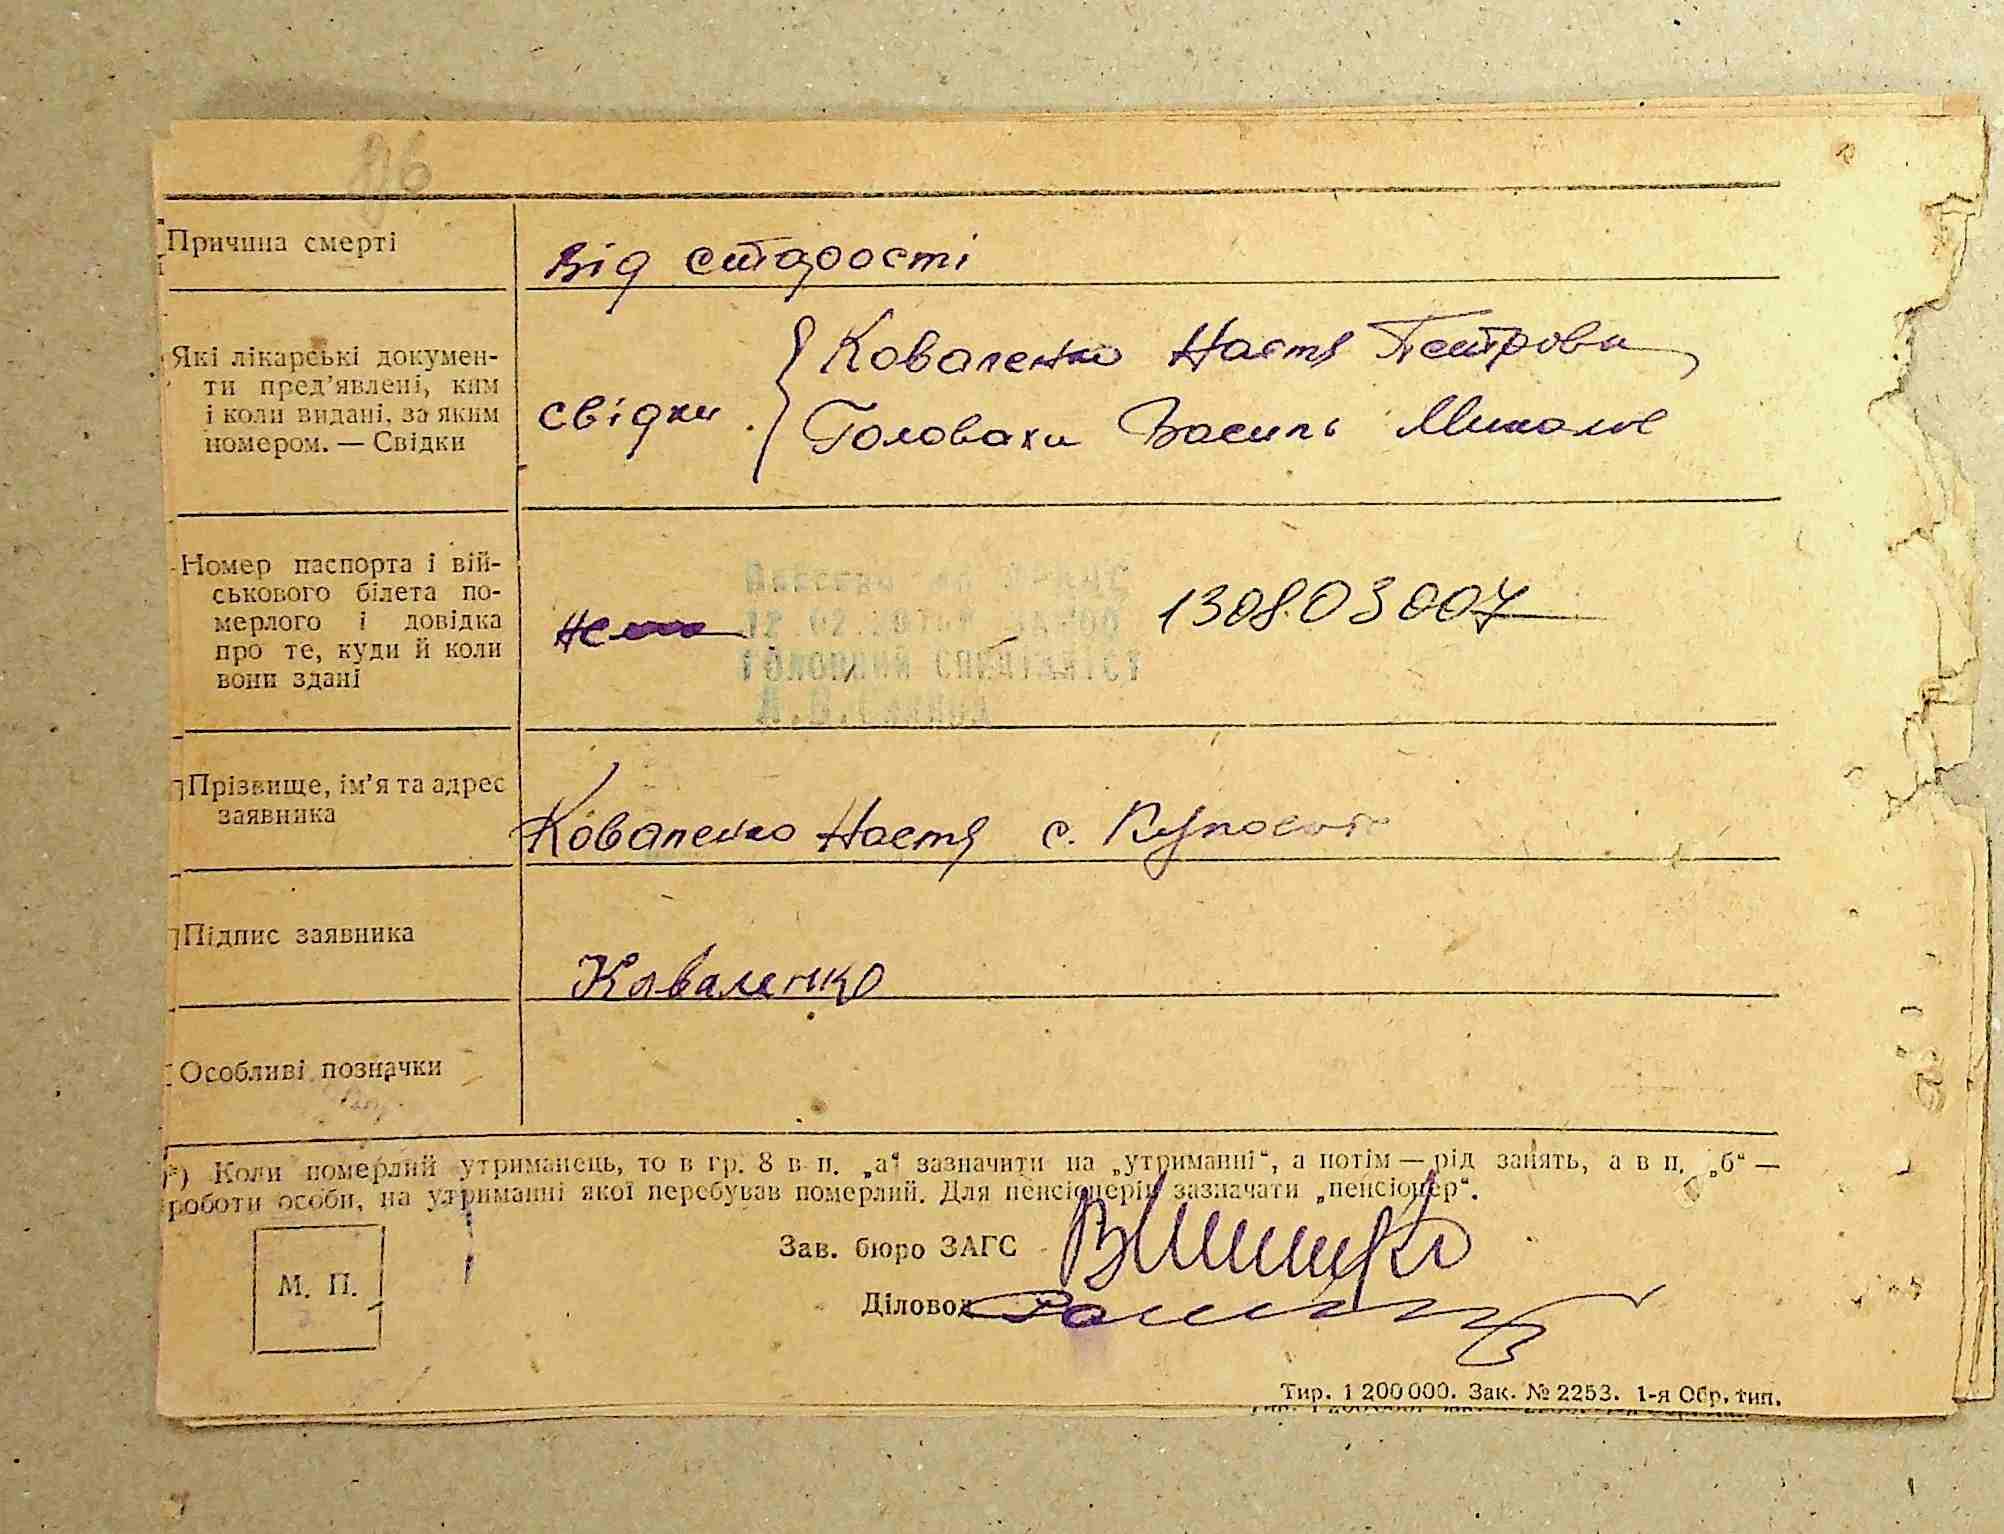 Причина смерті
Від старості
Які лікарські докумен-
ти пред'явлені, ким
і коли видані, за яким
номером. — Свідки
свідки
Коваленко Настя Петровн
Головаха Василь Микол
Номер паспорта і вій-
ськового білета по-
мерлого і довідка
про те, куди й коли
вони здані
нема
1308.03007
ГОЛОВНИЙ СПЕЦІАЛІСТ
Прізвище, ім'я та адрес
заявника
Коваленко Настя с.
Підпис заявника
Коваленко
Особливі позначки
*) Коли померлий утриманець, то в гр. 8 в п. „а“ зазначити на „утриманні“, а потім — рід занять, а в п. „б“ —
роботи особи, на утриманні якої перебував померлий. Для пенсіонерів зазначати „пенсіонер“.
Зав. бюро ЗАГС
М. П.
Діловод
Тир. 1 200 000. Зак. № 2253. 1-я Обр. тип.